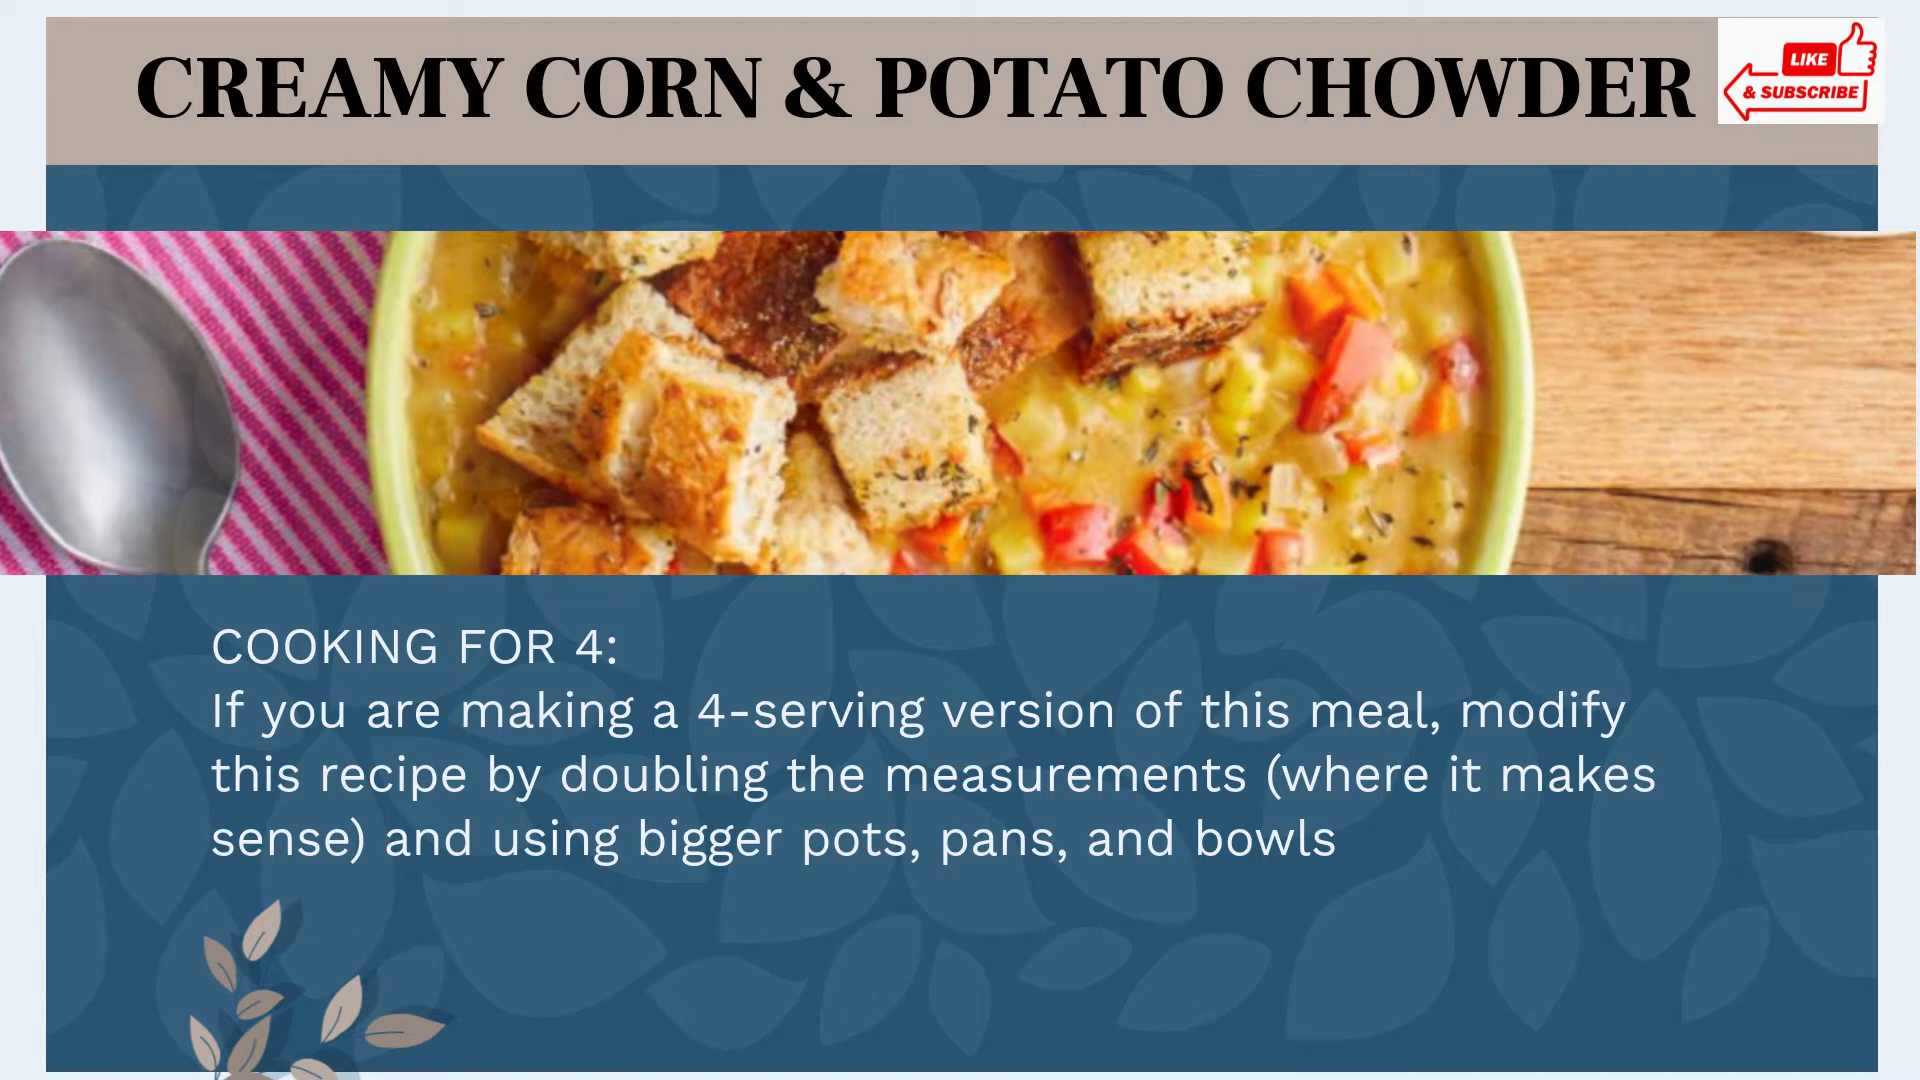 CREAMY CORN & POTATO CHOWDER
LIKE
& SUBSCRIBE
COOKING FOR 4:
If you are making a 4-serving version of this meal, modify
this recipe by doubling the measurements (where it makes
sense) and using bigger pots, pans, and bowls